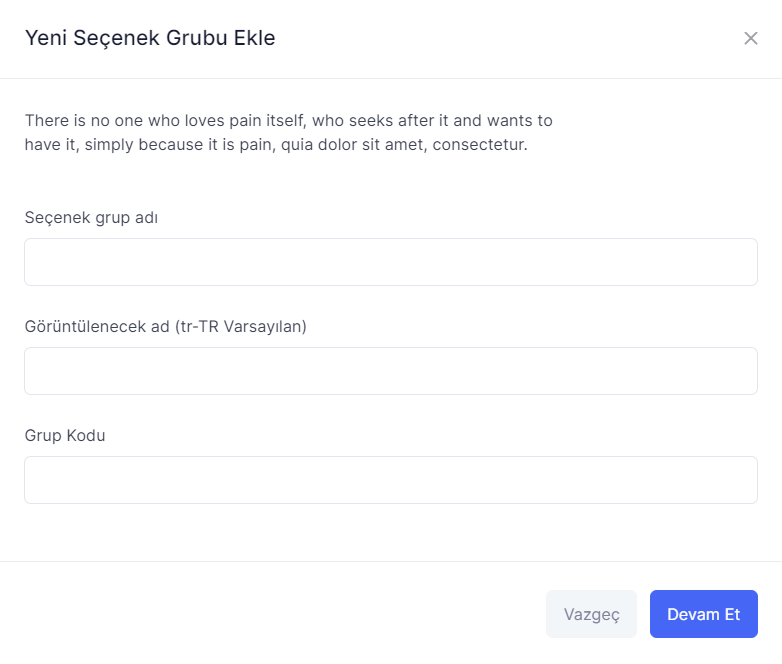 Yeni Seçenek Grubu Ekle
There is no one who loves pain itself, who seeks after it and wants to
have it, simply because it is pain, quia dolor sit amet, consectetur.
Seçenek grup adı
Görüntülenecek ad (tr-TR Varsayılan)
Grup Kodu
Vazgeç
Devam Et